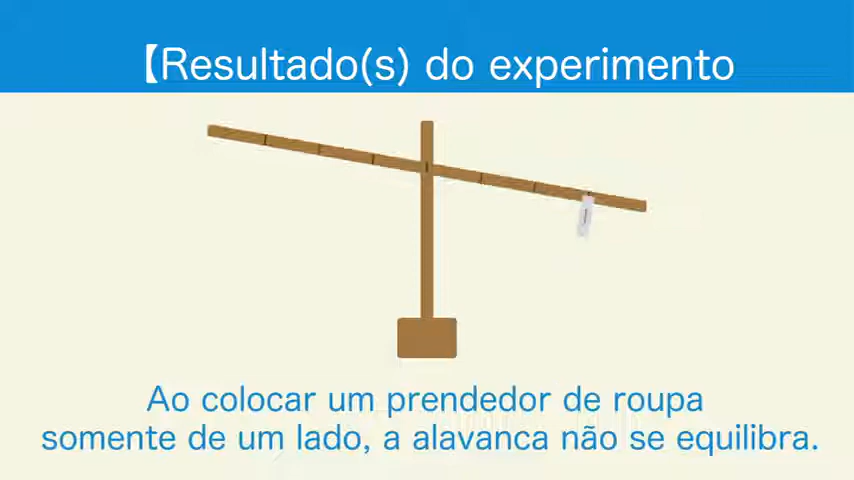 【Resultado(s) do experimento
Ao colocar um prendedor de roupa
somente de um lado, a alavanca não se equilibra.